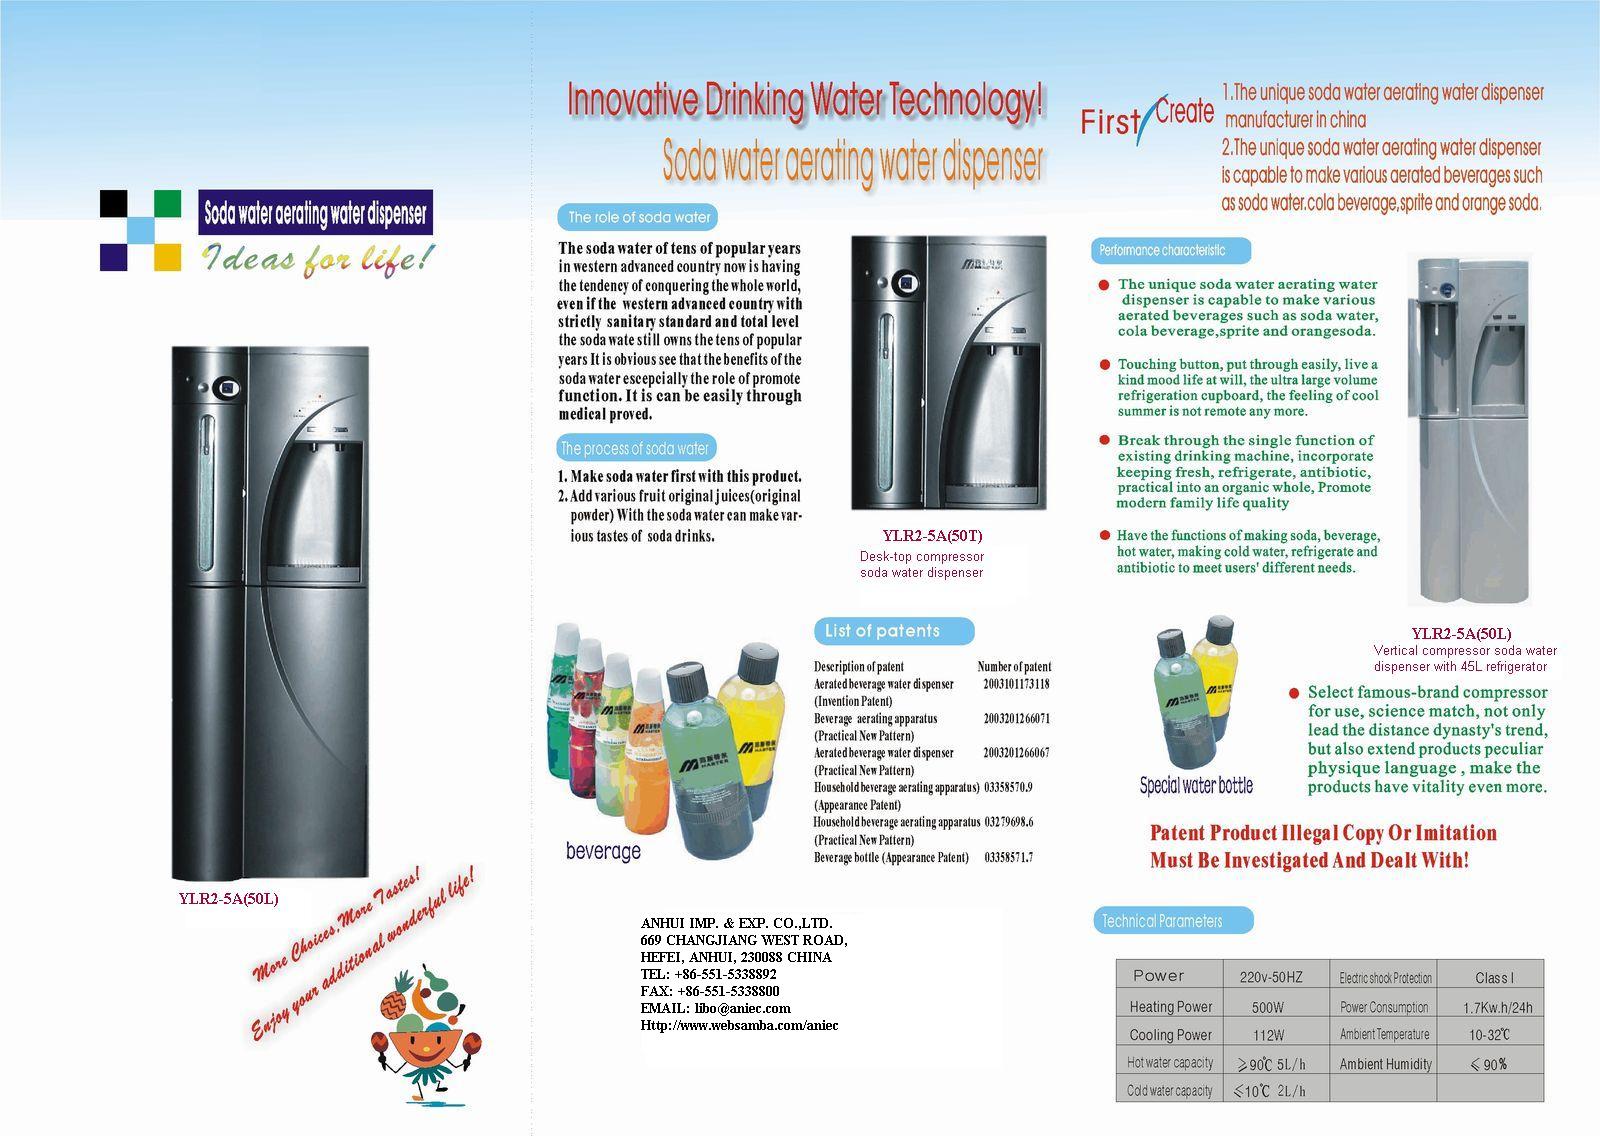 Soda water aerating water dispenser
Ideas for life!
YLR2-5A(50L)
More Choices.More Tastes!
Enjoy your additional wonderful life!
Innovative Drinking Water Technology!
Soda water aerating water dispenser
The role of soda water
The soda water of tens of popular years
in western advanced country now is having
the tendency of conquering the whole world,
even if the western advanced country with
strictly sanitary standard and total level
the soda wate still owns the tens of popular
years It is obvious see that the benefits of the
soda water escepcially the role of promote
function. It is can be easily through
medical proved.
The process of soda water
1. Make soda water first with this product.
2. Add various fruit original juices(original
powder) With the soda water can make var-
ious tastes of soda drinks.
YLR2-5A(50T)
Desk-top compressor
soda water dispenser
beverage
List of patents
Description of patent Number of patent
Aerated beverage water dispenser 2003101173118
(Invention Patent)
Beverage aerating apparatus 2003201266071
(Practical New Pattern)
Aerated beverage water dispenser 2003201266067
(Practical New Pattern)
Household beverage aerating apparatus) 03358570.9
(Appearance Patent)
Household beverage aerating apparatus 03279698.6
(Practical New Pattern)
Beverage bottle (Appearance Patent) 03358571.7
ANHUI IMP. & EXP. CO.,LTD.
669 CHANGJIANG WEST ROAD,
HEFEI, ANHUI, 230088 CHINA
TEL: +86-551-5338892
FAX: +86-551-5338800
EMAIL: libo@aniec.com
Http://www.websamba.com/aniec
First Create
1.The unique soda water aerating water dispenser
manufacturer in china
2.The unique soda water aerating water dispenser
is capable to make various aerated beverages such
as soda water.cola beverage,sprite and orange soda.
Performance characteristic
The unique soda water aerating water
dispenser is capable to make various
aerated beverages such as soda water,
cola beverage,sprite and orangesoda.
Touching button, put through easily, live a
kind mood life at will, the ultra large volume
refrigeration cupboard, the feeling of cool
summer is not remote any more.
Break through the single function of
existing drinking machine, incorporate
keeping fresh, refrigerate, antibiotic,
practical into an organic whole, Promote
modern family life quality
Have the functions of making soda, beverage,
hot water, making cold water, refrigerate and
antibiotic to meet users' different needs.
YLR2-5A(50L)
Vertical compressor soda water
dispenser with 45L refrigerator
Special water bottle
Select famous-brand compressor
for use, science match, not only
lead the distance dynasty's trend,
but also extend products peculiar
physique language , make the
products have vitality even more.
Patent Product Illegal Copy Or Imitation
Must Be Investigated And Dealt With!
Technical Parameters
Power 220v-50HZ Electric shock Protection Class I
Heating Power 500W Power Consumption 1.7Kw.h/24h
Cooling Power 112W Ambient Temperature 10-32℃
Hot water capacity ≥90℃ 5L/h Ambient Humidity ≤ 90%
Cold water capacity ≤10℃ 2L/h